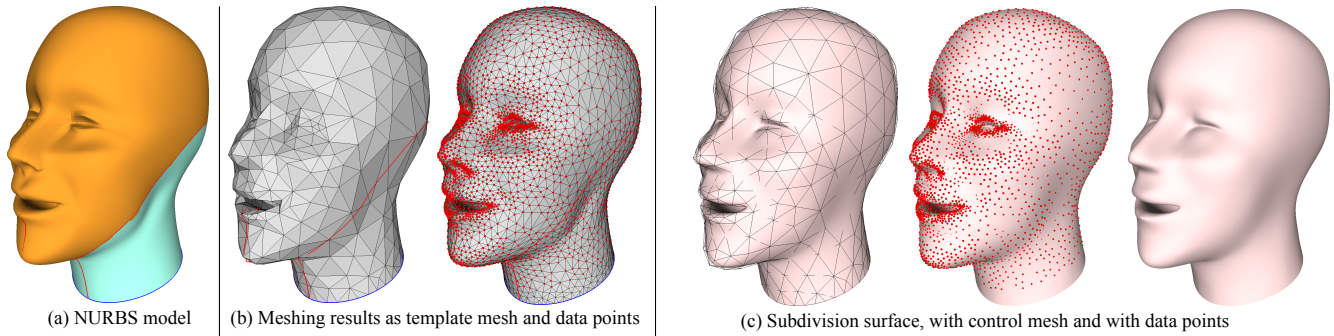 (a) NURBS model
(b) Meshing results as template mesh and data points
(c) Subdivision surface, with control mesh and with data points